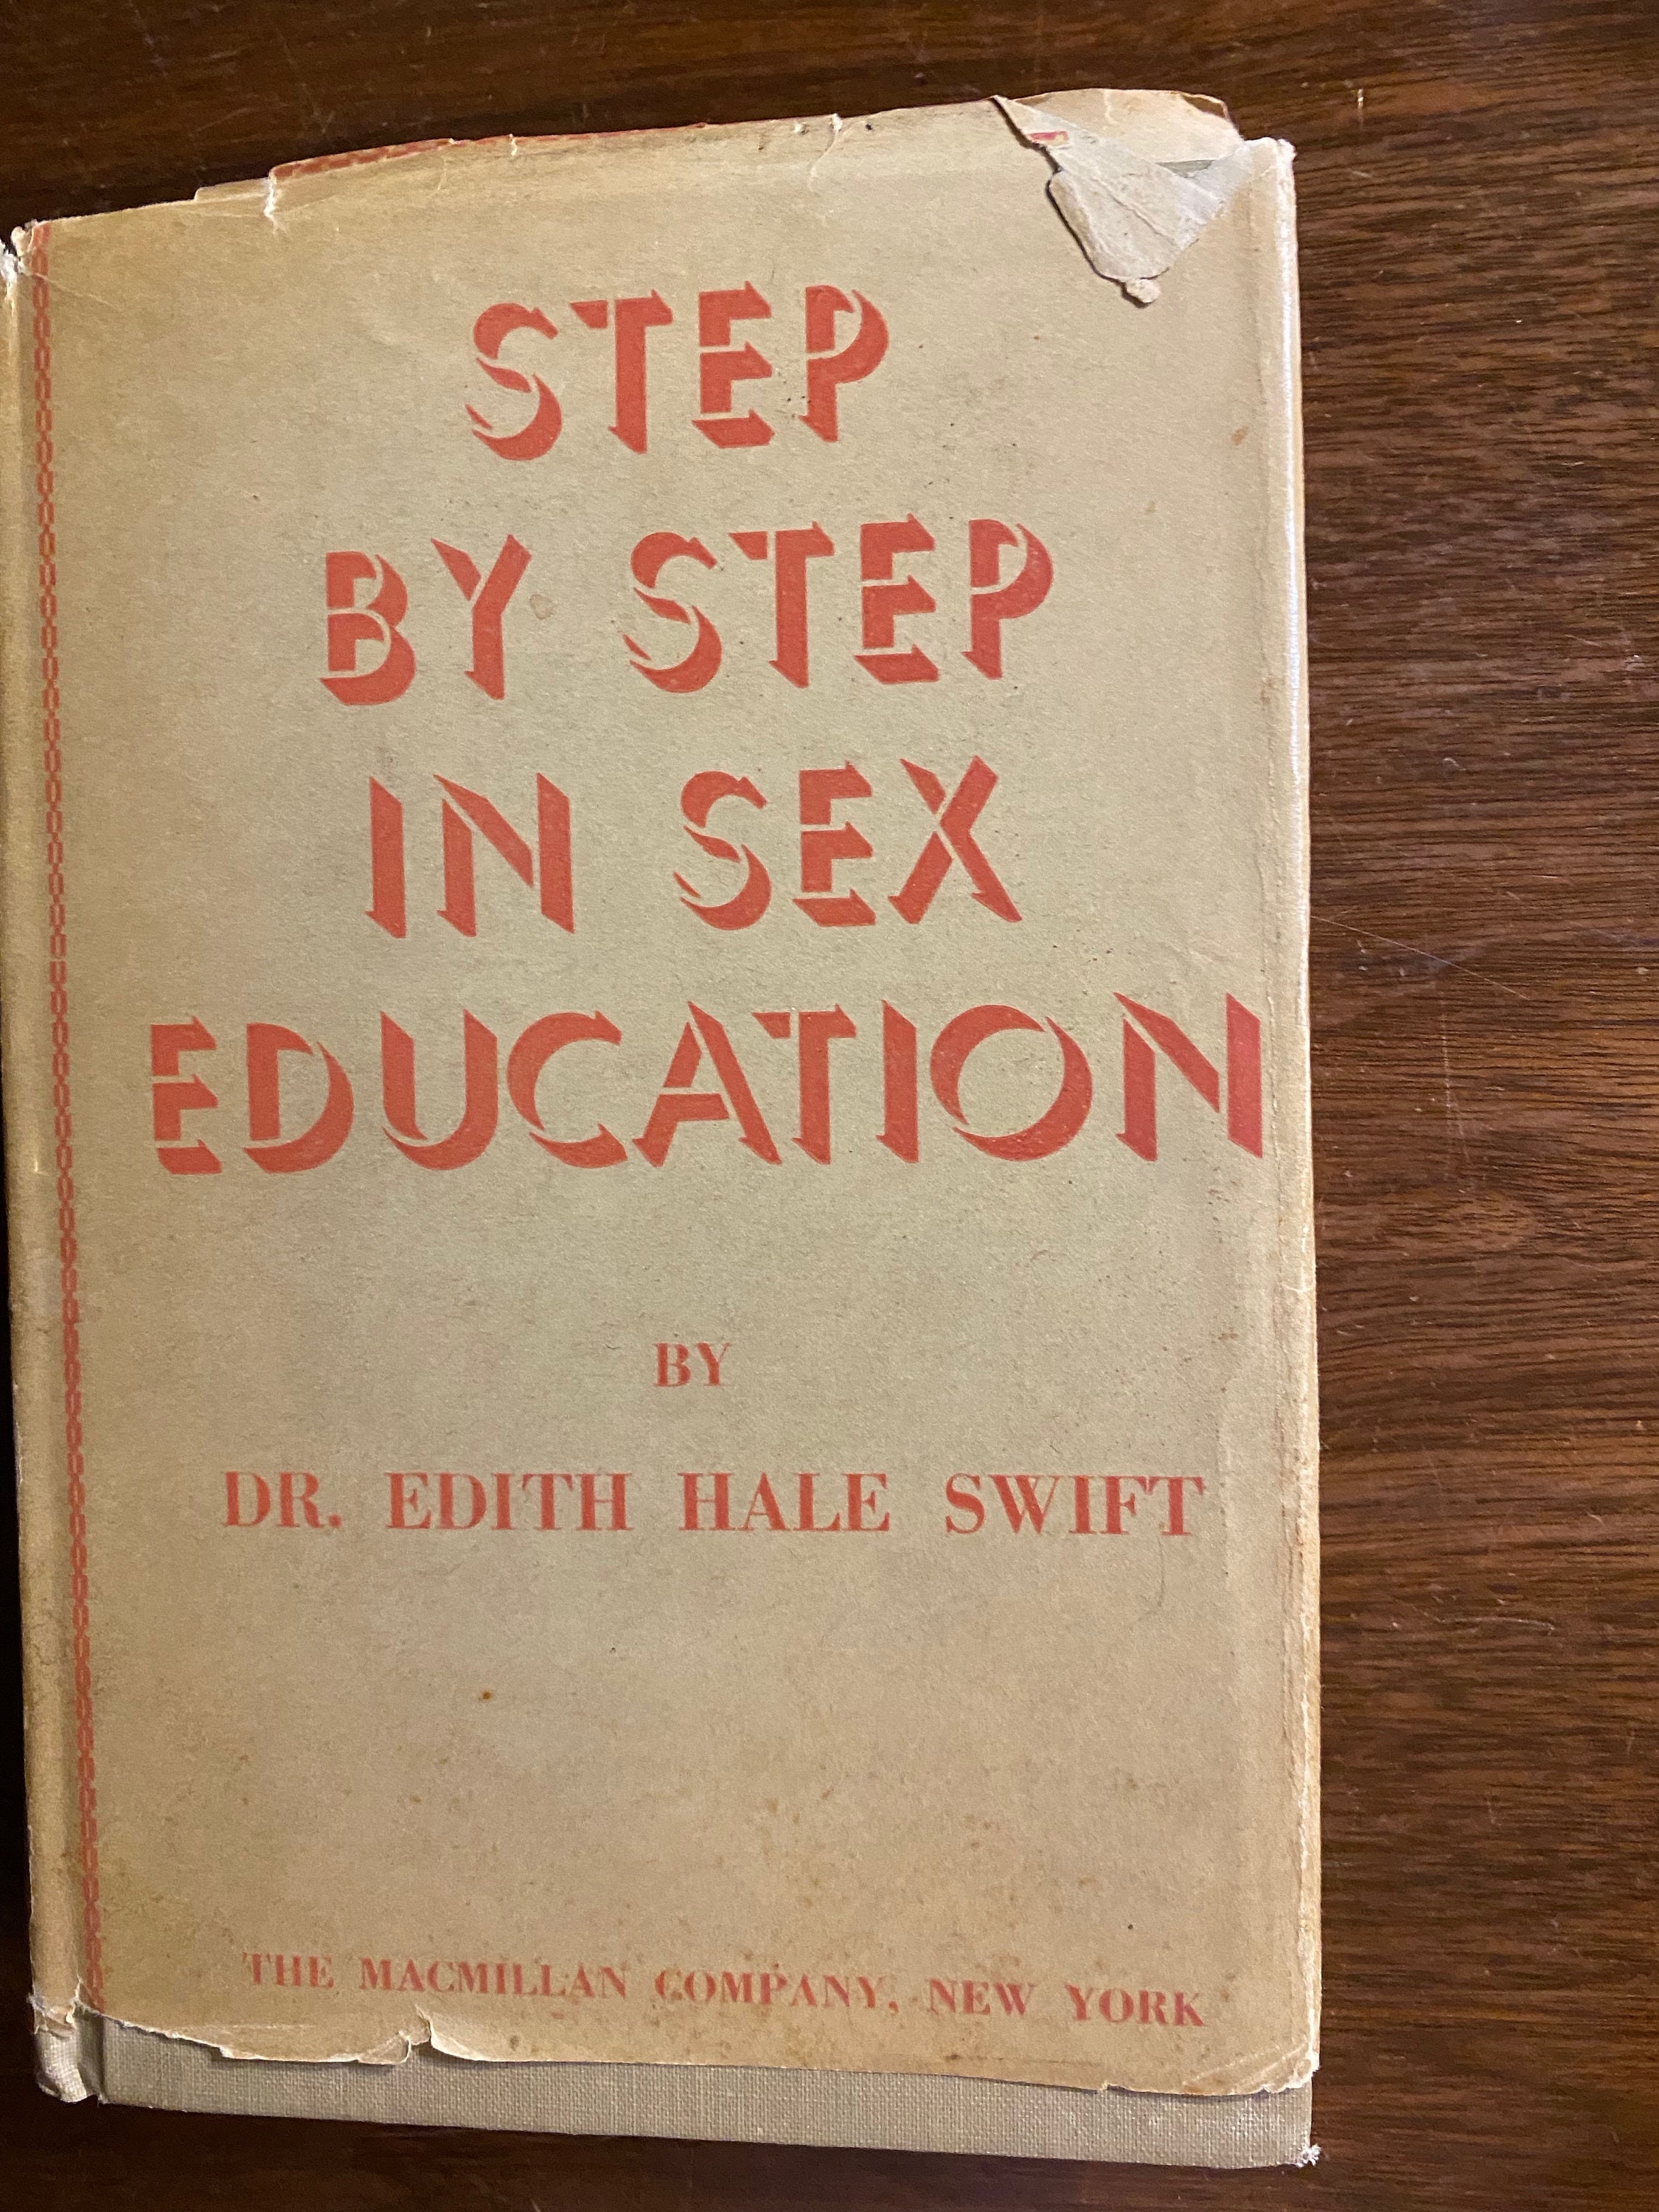 STEP
BY STEP
IN SEX
EDUCATION
BY
DR. EDITH HALE SWIFT
THE MACMILLAN COMPANY, NEW YORK